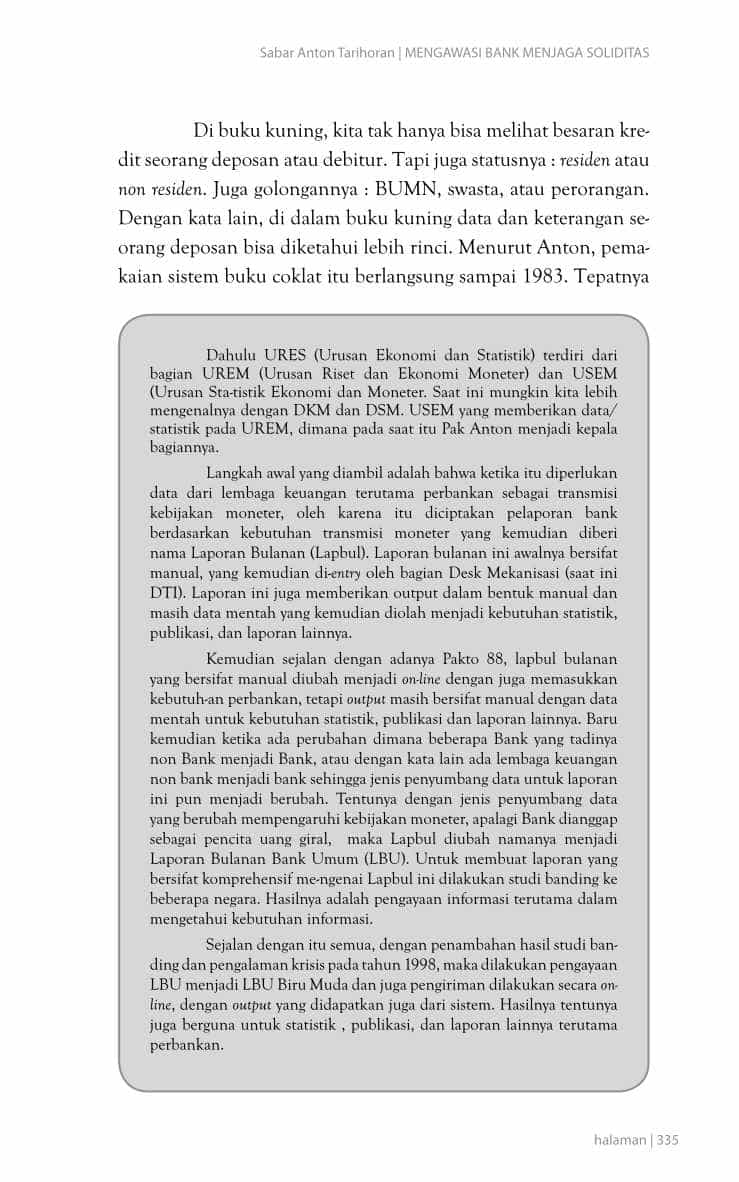 Sabar Anton Tarihoran | MENGAWASI BANK MENJAGA SOLIDITAS
Di buku kuning, kita tak hanya bisa melihat besaran kre-
dit seorang deposan atau debitur. Tapi juga statusnya : residen atau
non residen. Juga golongannya : BUMN, swasta, atau perorangan.
Dengan kata lain, di dalam buku kuning data dan keterangan se-
orang deposan bisa diketahui lebih rinci. Menurut Anton, pema-
kaian sistem buku coklat itu berlangsung sampai 1983. Tepatnya
Dahulu URES (Urusan Ekonomi dan Statistik) terdiri dari
bagian UREM (Urusan Riset dan Ekonomi Moneter) dan USEM
(Urusan Sta-tistik Ekonomi dan Moneter. Saat ini mungkin kita lebih
mengenalnya dengan DKM dan DSM. USEM yang memberikan data/
statistik pada UREM, dimana pada saat itu Pak Anton menjadi kepala
bagiannya.
Langkah awal yang diambil adalah bahwa ketika itu diperlukan
data dari lembaga keuangan terutama perbankan sebagai transmisi
kebijakan moneter, oleh karena itu diciptakan pelaporan bank
berdasarkan kebutuhan transmisi moneter yang kemudian diberi
nama Laporan Bulanan (Lapbul). Laporan bulanan ini awalnya bersifat
manual, yang kemudian di-entry oleh bagian Desk Mekanisasi (saat ini
DTI). Laporan ini juga memberikan output dalam bentuk manual dan
masih data mentah yang kemudian diolah menjadi kebutuhan statistik,
publikasi, dan laporan lainnya.
Kemudian sejalan dengan adanya Pakto 88, lapbul bulanan
yang bersifat manual diubah menjadi on-line dengan juga memasukkan
kebutuh-an perbankan, tetapi output masih bersifat manual dengan data
mentah untuk kebutuhan statistik, publikasi dan laporan lainnya. Baru
kemudian ketika ada perubahan dimana beberapa Bank yang tadinya
non Bank menjadi Bank, atau dengan kata lain ada lembaga keuangan
non bank menjadi bank sehingga jenis penyumbang data untuk laporan
ini pun menjadi berubah. Tentunya dengan jenis penyumbang data
yang berubah mempengaruhi kebijakan moneter, apalagi Bank dianggap
sebagai pencita uang giral, maka Lapbul diubah namanya menjadi
Laporan Bulanan Bank Umum (LBU). Untuk membuat laporan yang
bersifat komprehensif me-ngenai Lapbul ini dilakukan studi banding ke
beberapa negara. Hasilnya adalah pengayaan informasi terutama dalam
mengetahui kebutuhan informasi.
Sejalan dengan itu semua, dengan penambahan hasil studi ban-
ding dan pengalaman krisis pada tahun 1998, maka dilakukan pengayaan
LBU menjadi LBU Biru Muda dan juga pengiriman dilakukan secara on-
line, dengan output yang didapatkan juga dari sistem. Hasilnya tentunya
juga berguna untuk statistik , publikasi, dan laporan lainnya terutama
perbankan.
halaman | 335